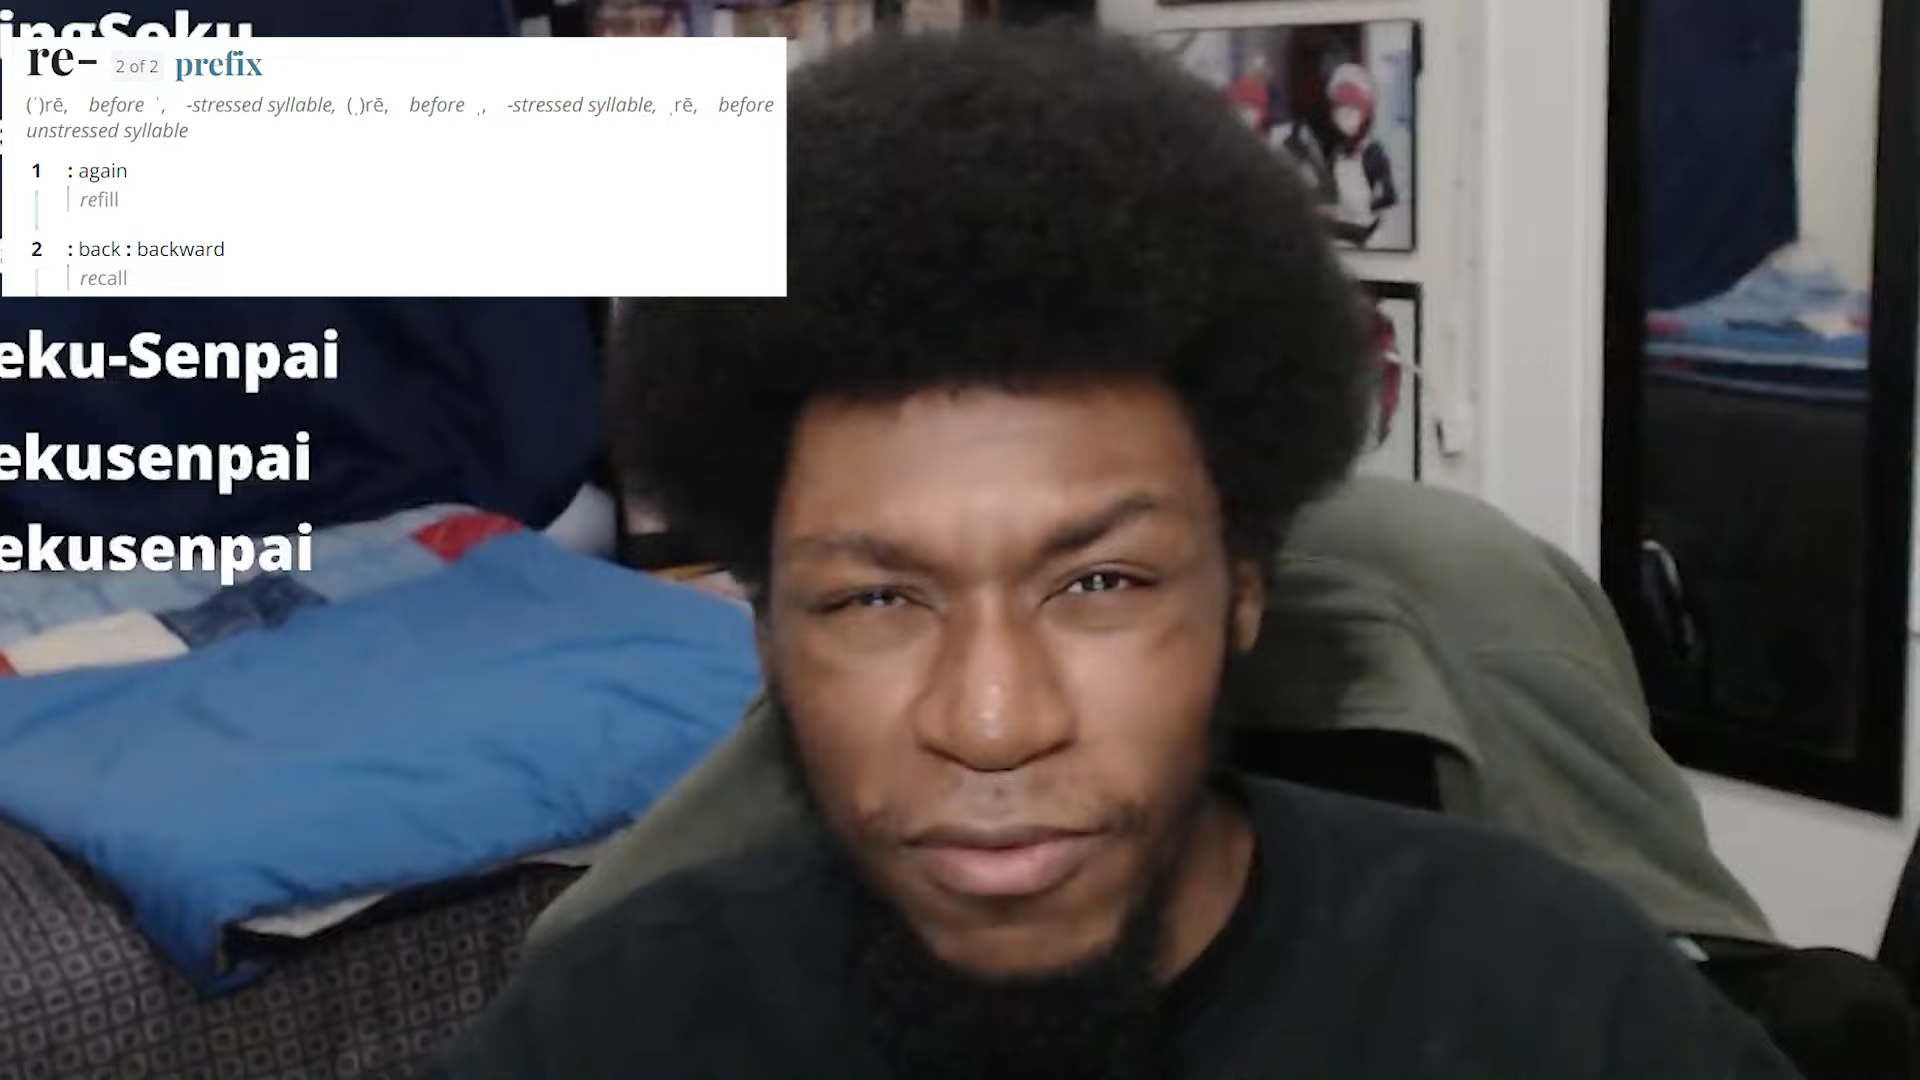 ingSeku
re- 2 of 2 prefix
(ˈ)rē, before ˈ, -stressed syllable, (ˌ)rē, before ˌ, -stressed syllable, ˌrē, before
unstressed syllable
1 : again
refill
2 : back : backward
recall
eku-Senpai
ekusenpai
ekusenpai